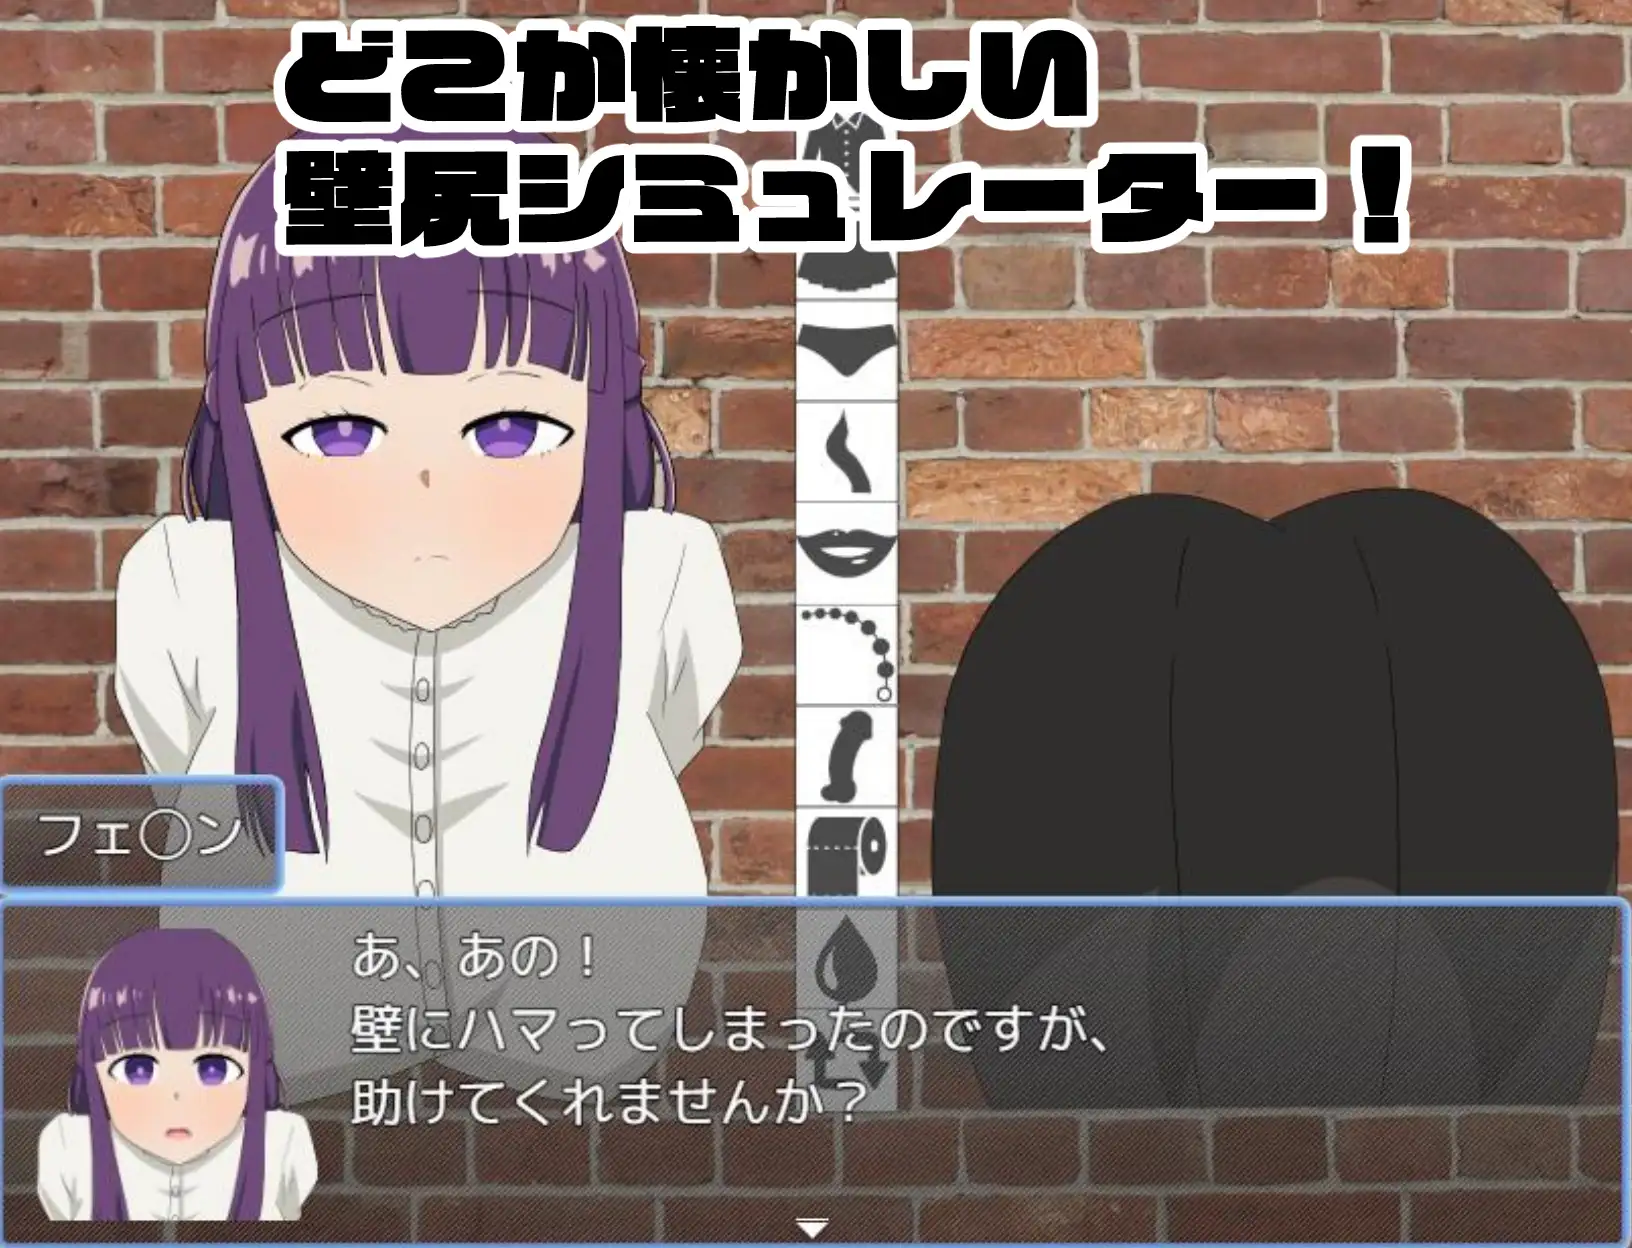 どこか懐かしい
壁尻シミュレーター！
フェ〇ン
あ、あの！
壁にハマってしまったのですが、
助けてくれませんか？